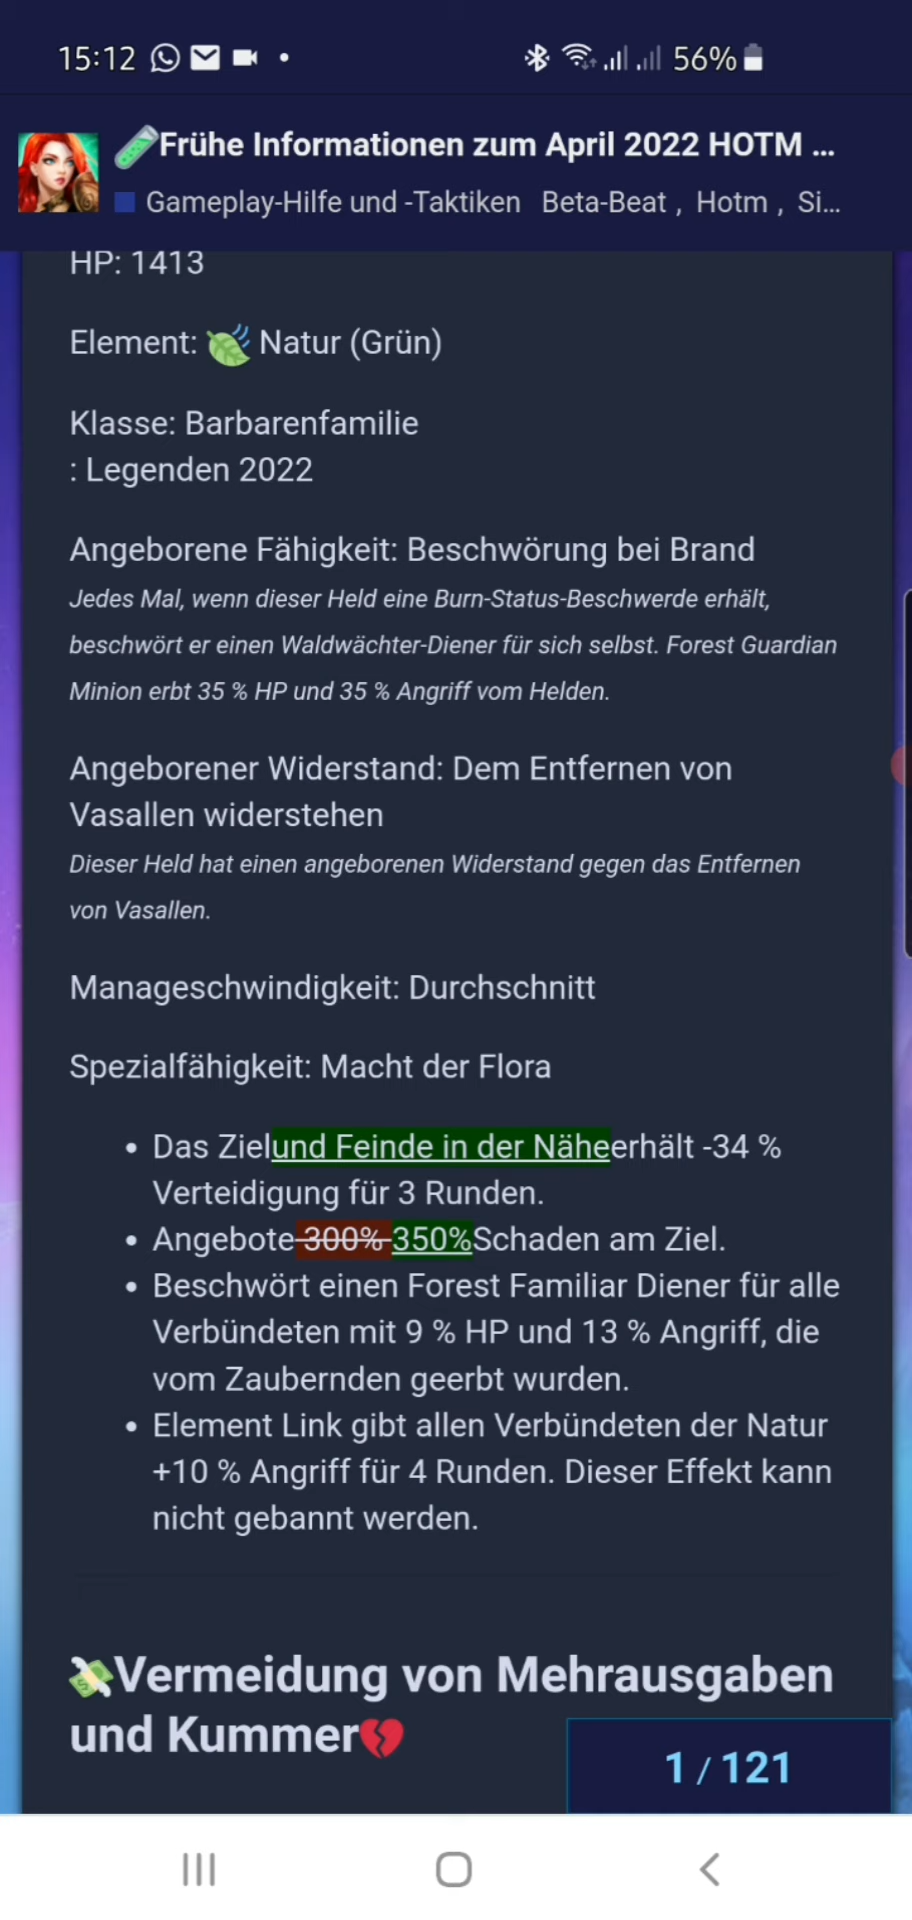 15:12 56%
Frühe Informationen zum April 2022 HOTM ...
Gameplay-Hilfe und -Taktiken Beta-Beat , Hotm , Si...
HP: 1413
Element: Natur (Grün)
Klasse: Barbarenfamilie
: Legenden 2022
Angeborene Fähigkeit: Beschwörung bei Brand
Jedes Mal, wenn dieser Held eine Burn-Status-Beschwerde erhält,
beschwört er einen Waldwächter-Diener für sich selbst. Forest Guardian
Minion erbt 35 % HP und 35 % Angriff vom Helden.
Angeborener Widerstand: Dem Entfernen von
Vasallen widerstehen
Dieser Held hat einen angeborenen Widerstand gegen das Entfernen
von Vasallen.
Manageschwindigkeit: Durchschnitt
Spezialfähigkeit: Macht der Flora
• Das Zielund Feinde in der Näheerhält -34 %
Verteidigung für 3 Runden.
• Angebote 300% 350%Schaden am Ziel.
• Beschwört einen Forest Familiar Diener für alle
Verbündeten mit 9 % HP und 13 % Angriff, die
vom Zaubernden geerbt wurden.
• Element Link gibt allen Verbündeten der Natur
+10 % Angriff für 4 Runden. Dieser Effekt kann
nicht gebannt werden.
Vermeidung von Mehrausgaben
und Kummer
1 / 121